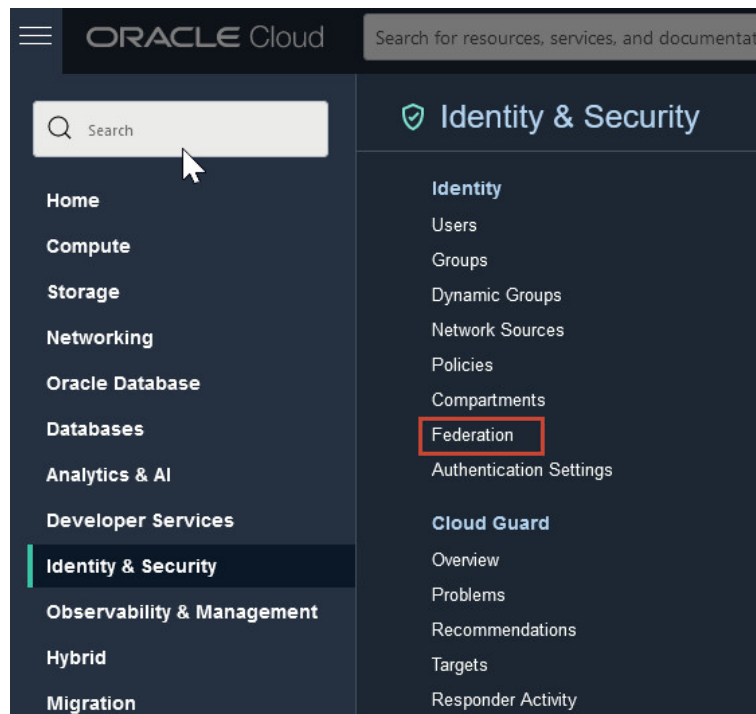 ORACLE Cloud
Search for resources, services, and documentat
Search
Home
Compute
Storage
Networking
Oracle Database
Databases
Analytics & AI
Developer Services
Identity & Security
Observability & Management
Hybrid
Migration
Identity & Security
Identity
Users
Groups
Dynamic Groups
Network Sources
Policies
Compartments
Federation
Authentication Settings
Cloud Guard
Overview
Problems
Recommendations
Targets
Responder Activity